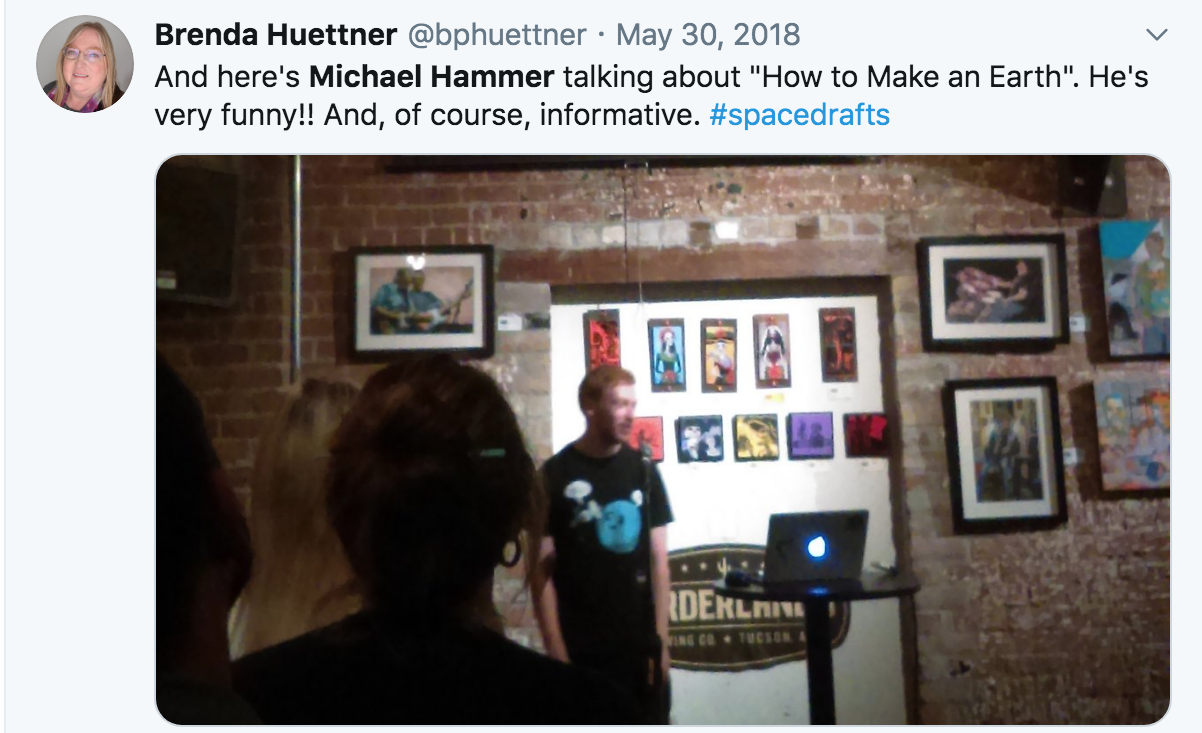 Brenda Huettner @bphuettner · May 30, 2018
And here's Michael Hammer talking about "How to Make an Earth". He's
very funny!! And, of course, informative. #spacedrafts
TUCSON